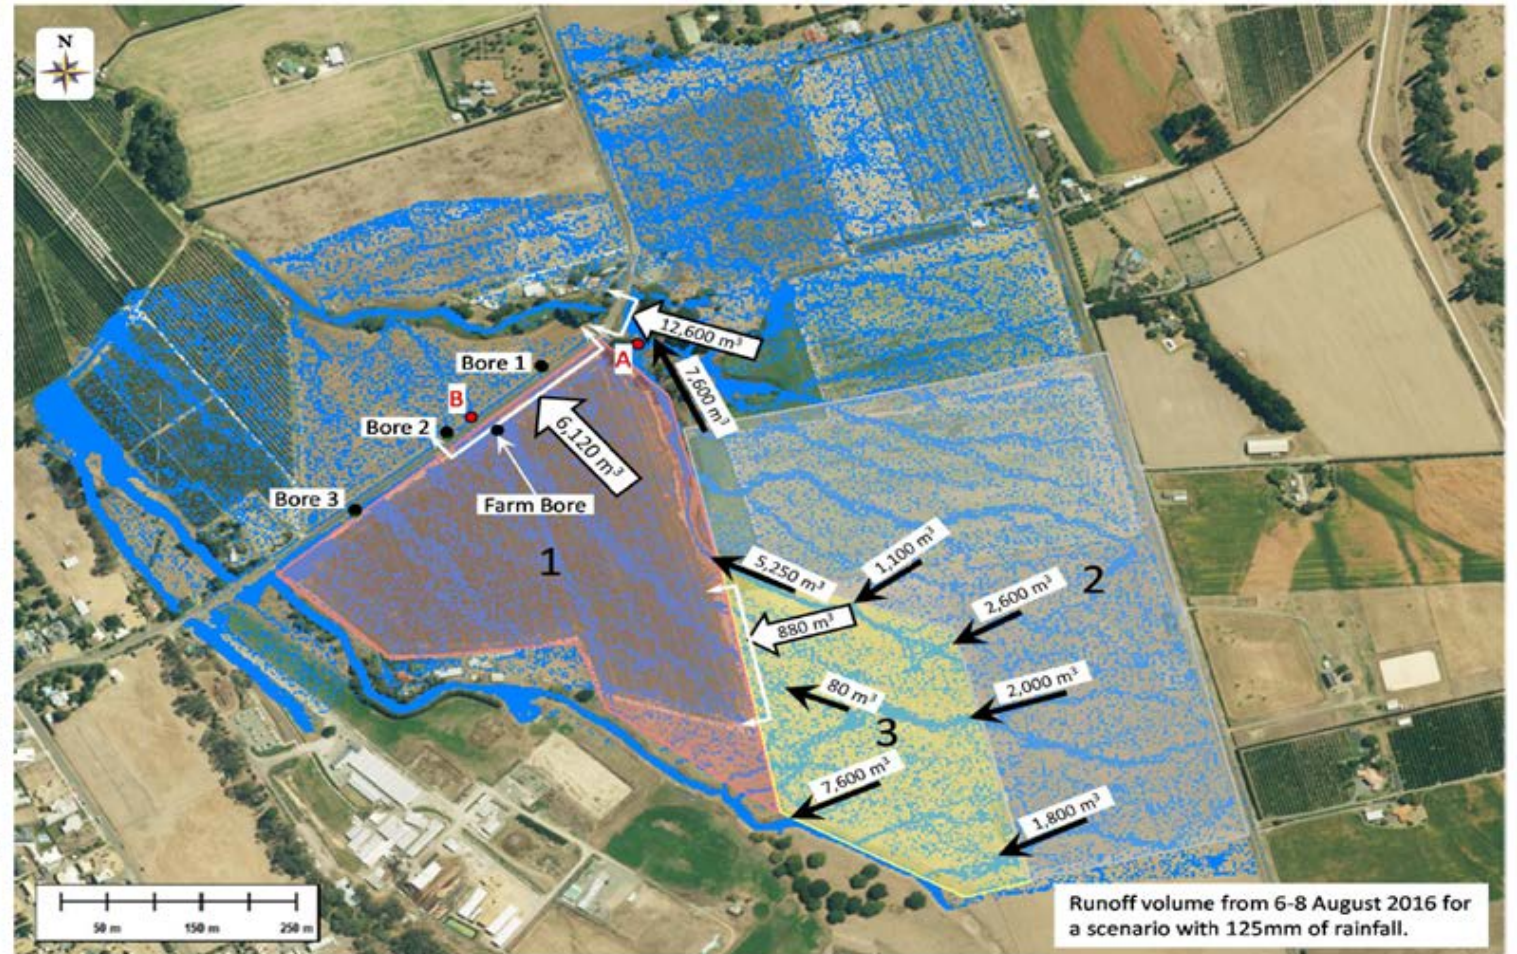 N
12,600 m³
A
Bore 1
7,600 m³
B
Bore 2
6,120 m³
Bore 3
Farm Bore
1
5,250 m³
1,100 m³
2
2,600 m³
880 m³
2,000 m³
80 m³
3
7,600 m³
1,800 m³
50 m 150 m 250 m
Runoff volume from 6-8 August 2016 for
a scenario with 125mm of rainfall.